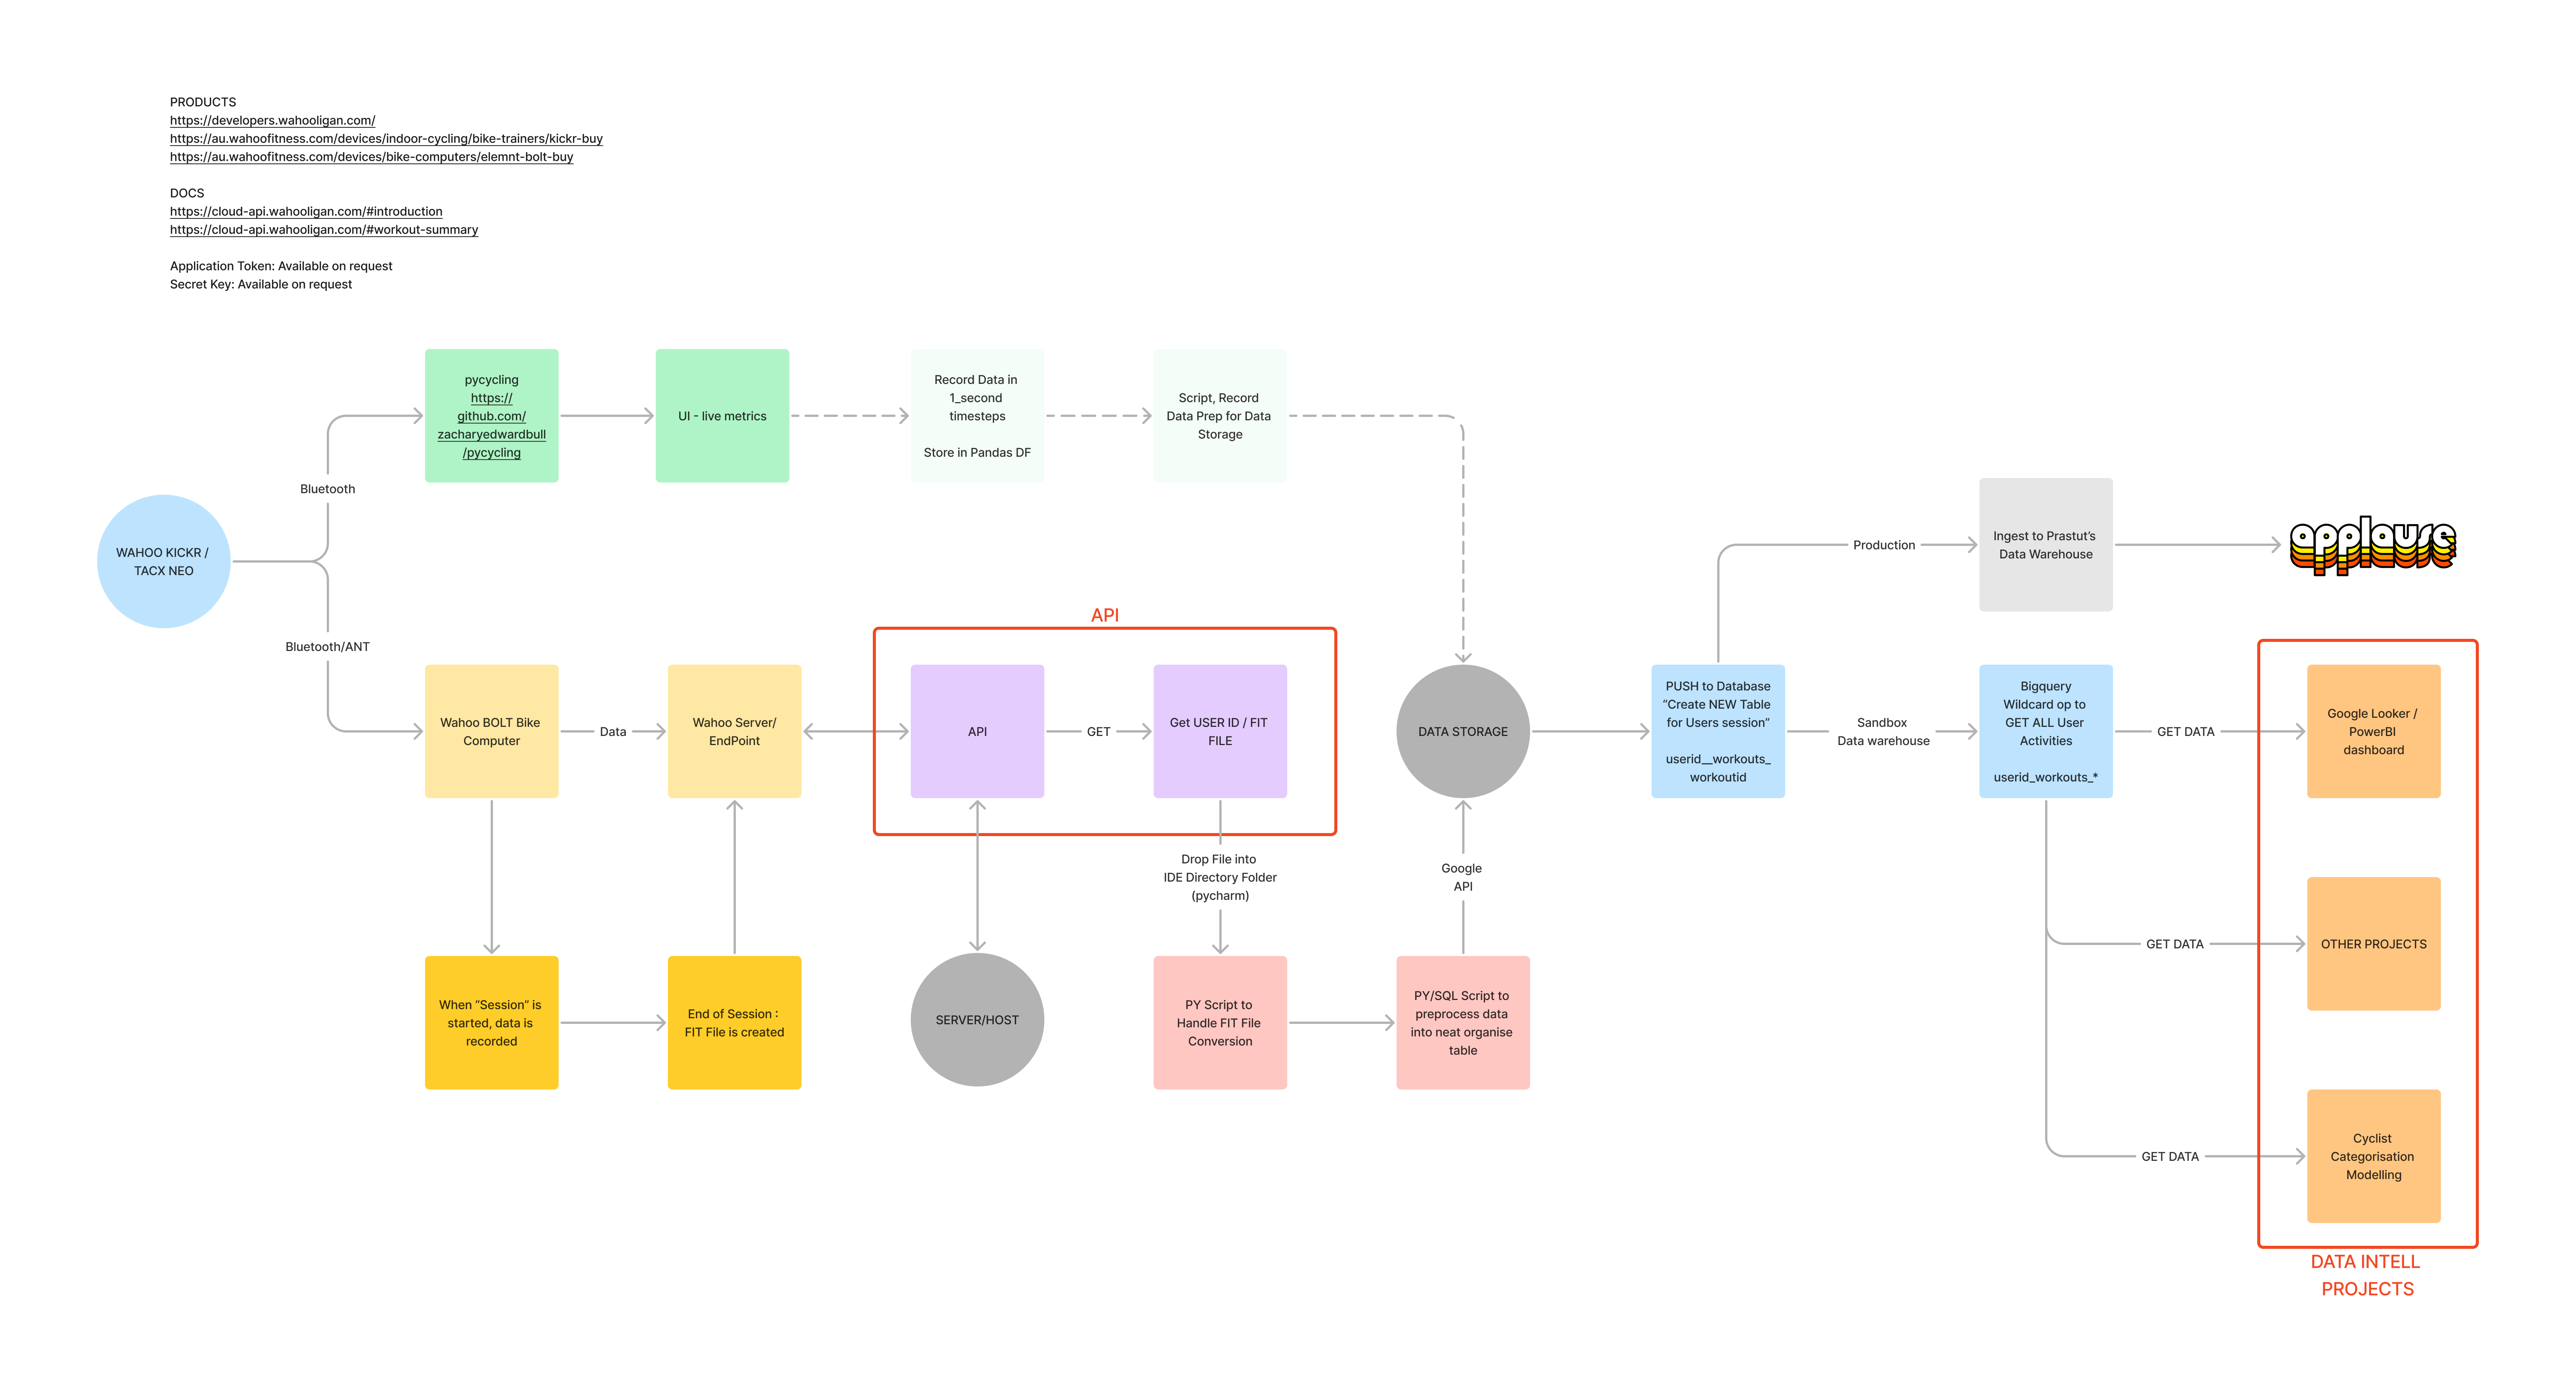 PRODUCTS
https://developers.wahooligan.com/
https://au.wahoofitness.com/devices/indoor-cycling/bike-trainers/kickr-buy
https://au.wahoofitness.com/devices/bike-computers/elemnt-bolt-buy
DOCS
https://cloud-api.wahooligan.com/#introduction
https://cloud-api.wahooligan.com/#workout-summary
Application Token: Available on request
Secret Key: Available on request
pycycling
https://
github.com/
zacharyedwardbull
/pycycling
UI - live metrics
Record Data in
1_second
timesteps
Store in Pandas DF
Script, Record
Data Prep for Data
Storage
Bluetooth
WAHOO KICKR /
TACX NEO
Bluetooth/ANT
Production
Ingest to Prastut’s
Data Warehouse
applause
API
Wahoo BOLT Bike
Computer
Data
Wahoo Server/
EndPoint
API
GET
Get USER ID / FIT
FILE
DATA STORAGE
PUSH to Database
“Create NEW Table
for Users session”
userid__workouts_
workoutid
Sandbox
Data warehouse
Bigquery
Wildcard op to
GET ALL User
Activities
userid_workouts_*
GET DATA
Google Looker /
PowerBI
dashboard
Drop File into
IDE Directory Folder
(pycharm)
Google
API
GET DATA
OTHER PROJECTS
When “Session” is
started, data is
recorded
End of Session :
FIT File is created
SERVER/HOST
PY Script to
Handle FIT File
Conversion
PY/SQL Script to
preprocess data
into neat organise
table
GET DATA
Cyclist
Categorisation
Modelling
DATA INTELL
PROJECTS